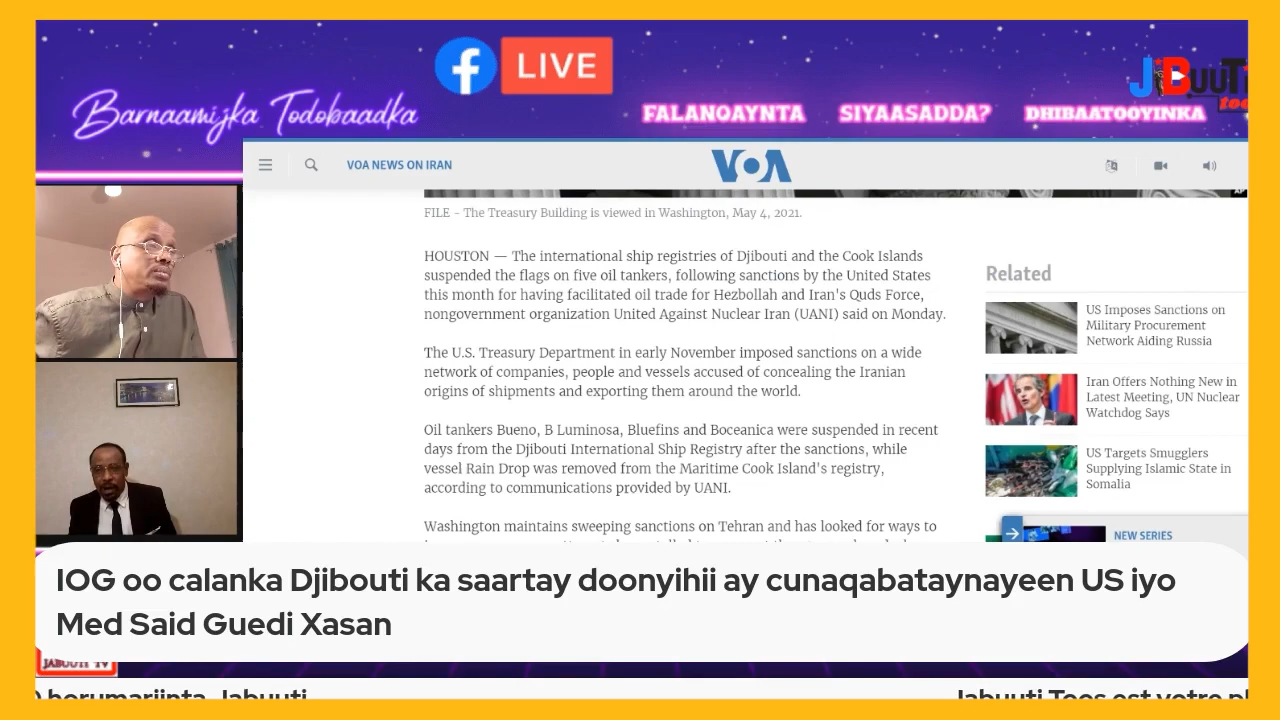 LIVE
Barnaamijka Todobaadka
FALANQAYNTA SIYAASADDA? DHIBAATOOYINKA
VOA NEWS ON IRAN
VOA
AP
FILE - The Treasury Building is viewed in Washington, May 4, 2021.
HOUSTON — The international ship registries of Djibouti and the Cook Islands
suspended the flags on five oil tankers, following sanctions by the United States
this month for having facilitated oil trade for Hezbollah and Iran's Quds Force,
nongovernment organization United Against Nuclear Iran (UANI) said on Monday.
The U.S. Treasury Department in early November imposed sanctions on a wide
network of companies, people and vessels accused of concealing the Iranian
origins of shipments and exporting them around the world.
Oil tankers Bueno, B Luminosa, Bluefins and Boceanica were suspended in recent
days from the Djibouti International Ship Registry after the sanctions, while
vessel Rain Drop was removed from the Maritime Cook Island's registry,
according to communications provided by UANI.
Washington maintains sweeping sanctions on Tehran and has looked for ways to
Related
US Imposes Sanctions on
Military Procurement
Network Aiding Russia
Iran Offers Nothing New in
Latest Meeting, UN Nuclear
Watchdog Says
US Targets Smugglers
Supplying Islamic State in
Somalia
NEW SERIES
IOG oo calanka Djibouti ka saartay doonyihii ay cunaqabataynayeen US iyo
Med Said Guedi Xasan
JABUUTI TV
horumariinta Jabuuti
Jabuuti Toos est votre